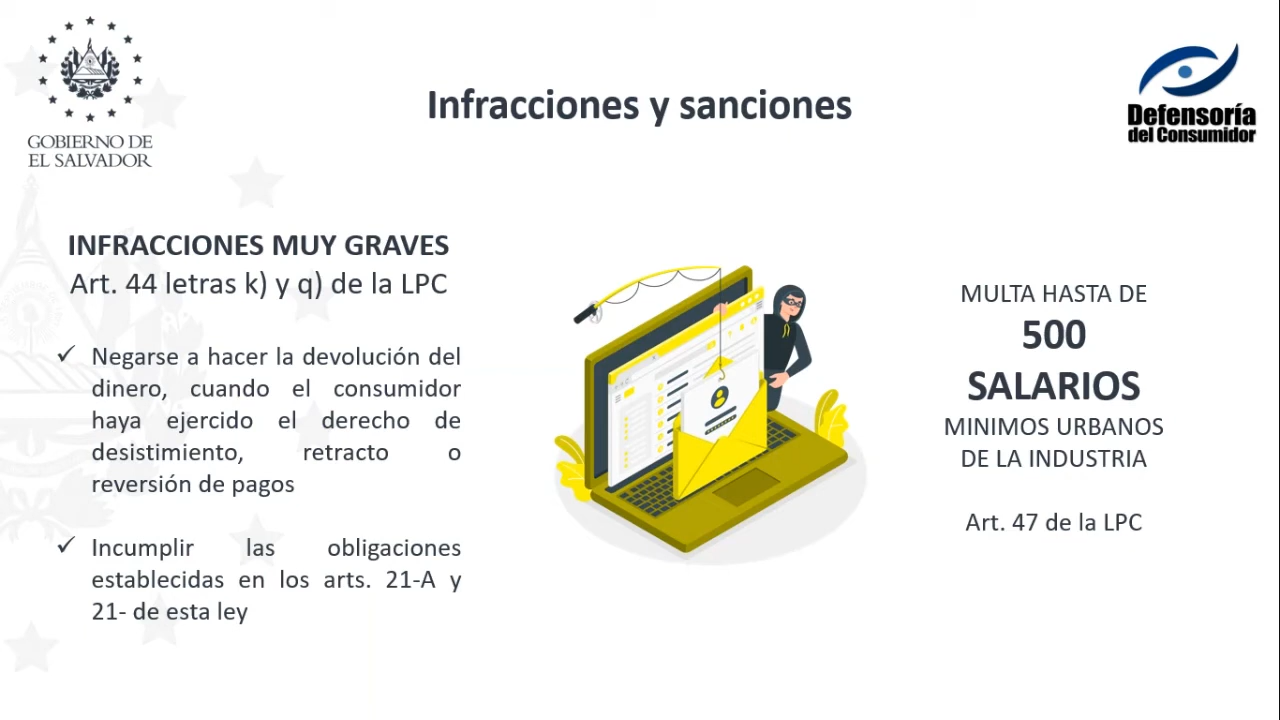 GOBIERNO DE
EL SALVADOR
Infracciones y sanciones
Defensoría
del Consumidor
INFRACCIONES MUY GRAVES
Art. 44 letras k) y q) de la LPC
✓ Negarse a hacer la devolución del
dinero, cuando el consumidor
haya ejercido el derecho de
desistimiento, retracto o
reversión de pagos
✓ Incumplir las obligaciones
establecidas en los arts. 21-A y
21- de esta ley
MULTA HASTA DE
500
SALARIOS
MINIMOS URBANOS
DE LA INDUSTRIA
Art. 47 de la LPC